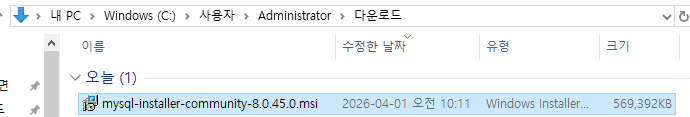 내 PC > Windows (C:) > 사용자 > Administrator > 다운로드
이름 수정한 날짜 유형 크기
오늘 (1)
면
mysql-installer-community-8.0.45.0.msi 2026-04-01 오전 10:11 Windows Installer... 569,392KB
드